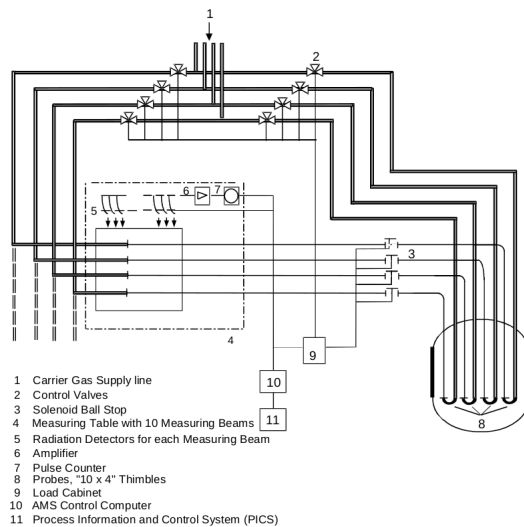 1
2
6
7
5
3
4
9
10
11
8
1 Carrier Gas Supply line
2 Control Valves
3 Solenoid Ball Stop
4 Measuring Table with 10 Measuring Beams
5 Radiation Detectors for each Measuring Beam
6 Amplifier
7 Pulse Counter
8 Probes, "10 x 4" Thimbles
9 Load Cabinet
10 AMS Control Computer
11 Process Information and Control System (PICS)